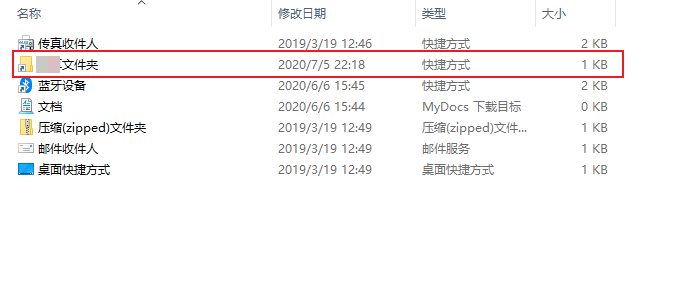 名称 修改日期 类型 大小
传真收件人 2019/3/19 12:46 快捷方式 2 KB
文件夹 2020/7/5 22:18 快捷方式 1 KB
蓝牙设备 2020/6/6 15:45 快捷方式 2 KB
文档 2020/6/6 15:44 MyDocs 下载目标 0 KB
压缩(zipped)文件夹 2019/3/19 12:49 压缩(zipped)文件... 1 KB
邮件收件人 2019/3/19 12:49 邮件服务 1 KB
桌面快捷方式 2019/3/19 12:49 桌面快捷方式 1 KB